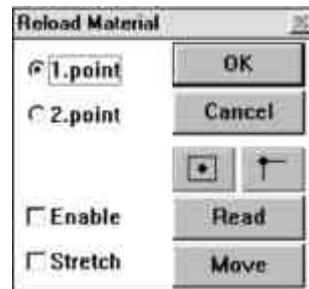 Reload Material
1.point
OK
2.point
Cancel
Enable
Read
Stretch
Move